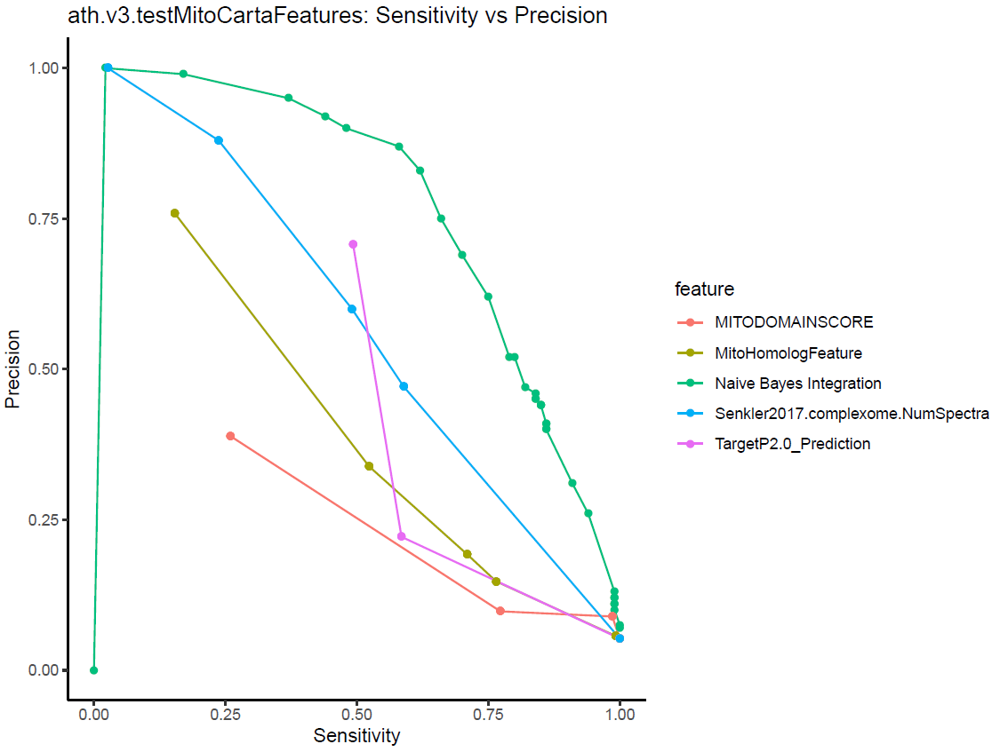 ath.v3.testMitoCartaFeatures: Sensitivity vs Precision
1.00
0.75
0.50
0.25
0.00
Precision
0.00 0.25 0.50 0.75 1.00
Sensitivity
feature
MITODOMAINSCORE
MitoHomologFeature
Naive Bayes Integration
Senkler2017.complexome.NumSpectra
TargetP2.0_Prediction